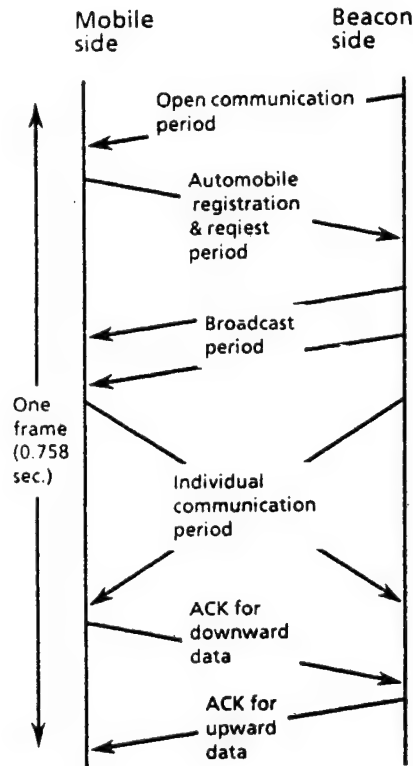 Mobile
side
Beacon
side
Open communication
period
Automobile
registration
& reqiest
period
Broadcast
period
One
frame
(0.758
sec.)
Individual
communication
period
ACK for
downward
data
ACK for
upward
data